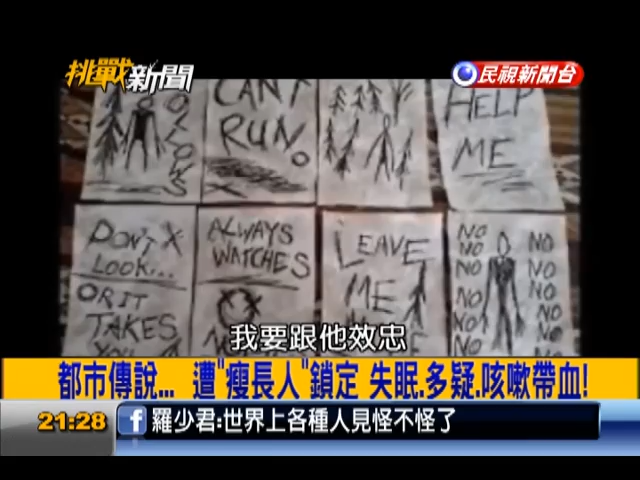 挑戰新聞
民視新聞台
FOLLOWS
CAN'T
RUN.
HELP
ME
DON'T
LOOK...
OR IT
TAKES
ALWAYS
WATCHES
LEAVE
ME
NO NO
NO NO
NO NO
NO NO
NO NO
我要跟他效忠
都市傳說... 遭"瘦長人"鎖定 失眠.多疑.咳嗽帶血!
21:28 f 羅少君:世界上各種人見怪不怪了